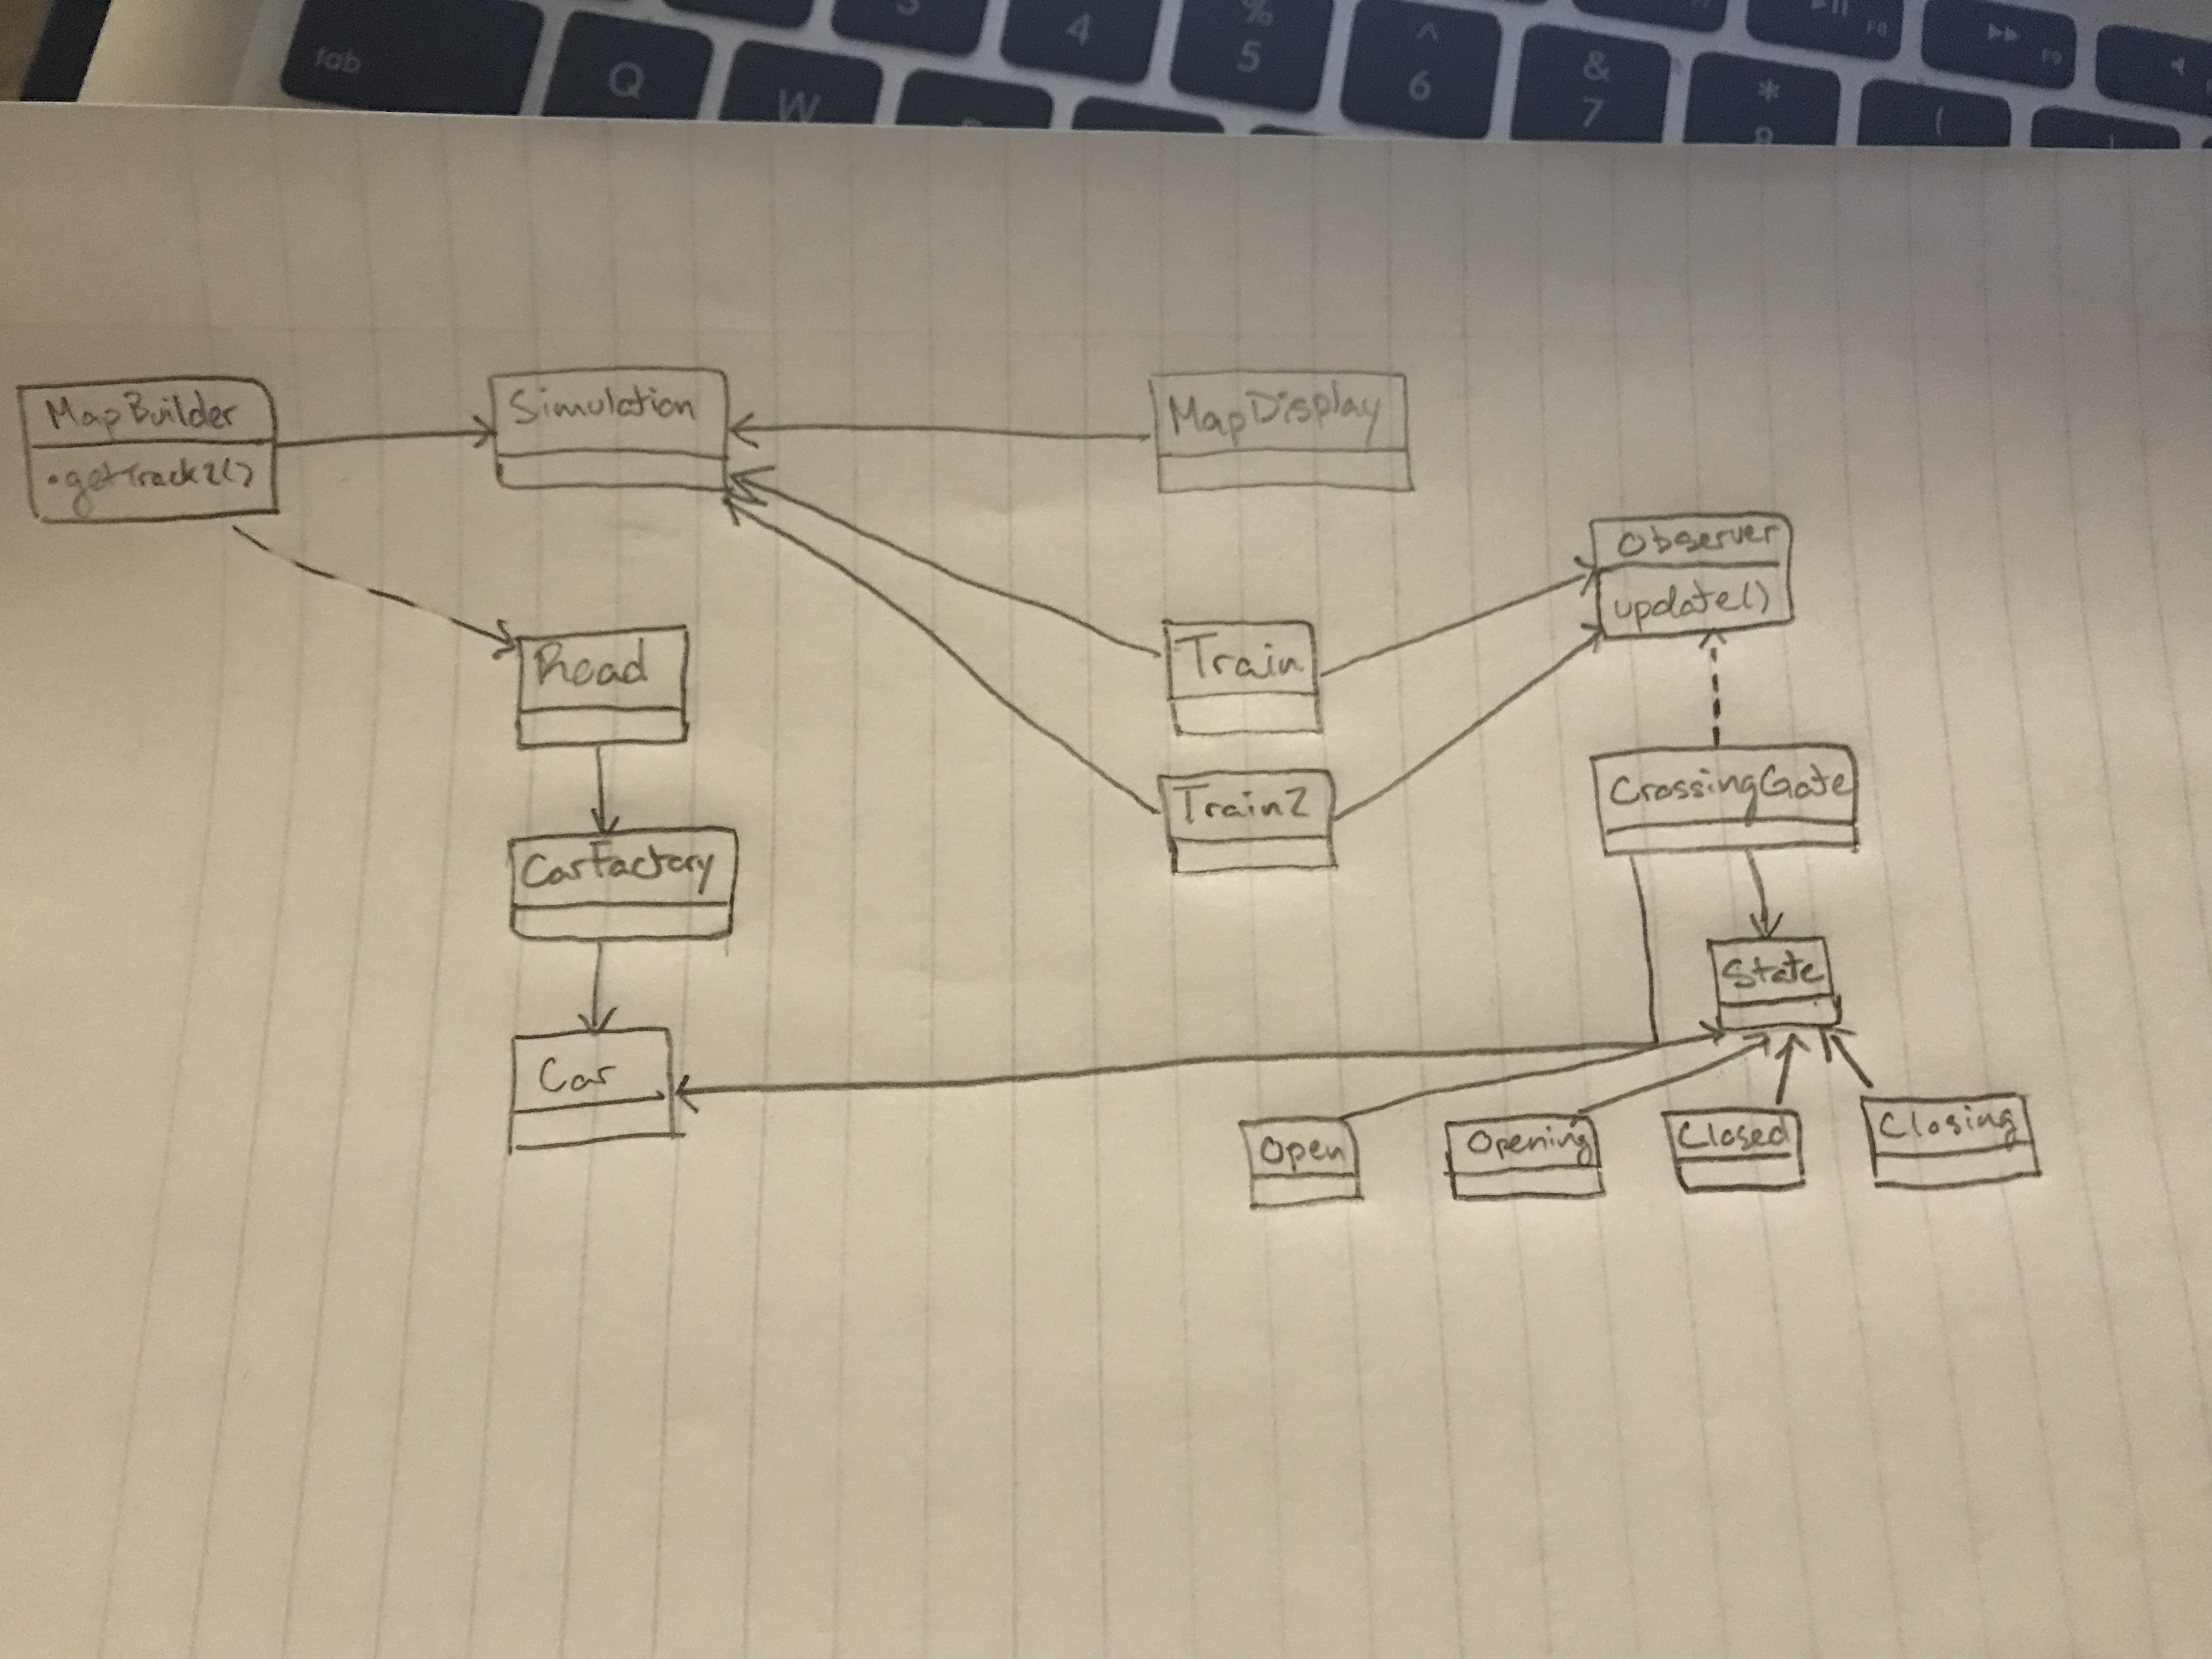 tab
Q
W
4
%
5
^
6
&
7
*
(
F8
F9
MapBuilder
•getTrack2()
Simulation
MapDisplay
Observer
update()
Road
Train
Train2
CrossingGate
CarFactory
State
Car
Open
Opening
Closed
Closing